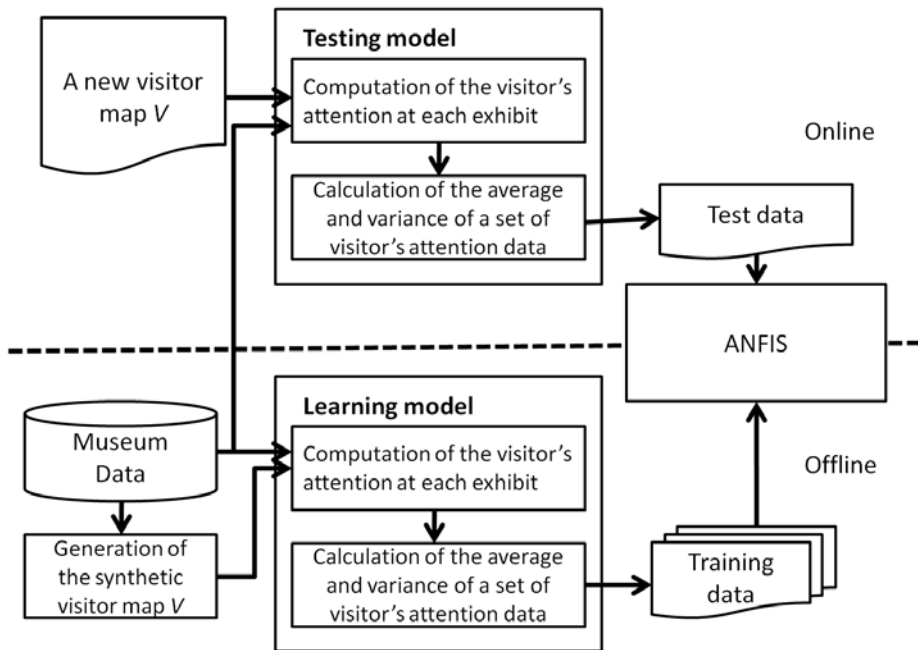 A new visitor
map V
Testing model
Computation of the visitor's
attention at each exhibit
Calculation of the average
and variance of a set of
visitor's attention data
Online
Test data
ANFIS
Museum
Data
Generation of
the synthetic
visitor map V
Learning model
Computation of the visitor's
attention at each exhibit
Calculation of the average
and variance of a set of
visitor's attention data
Offline
Training
data